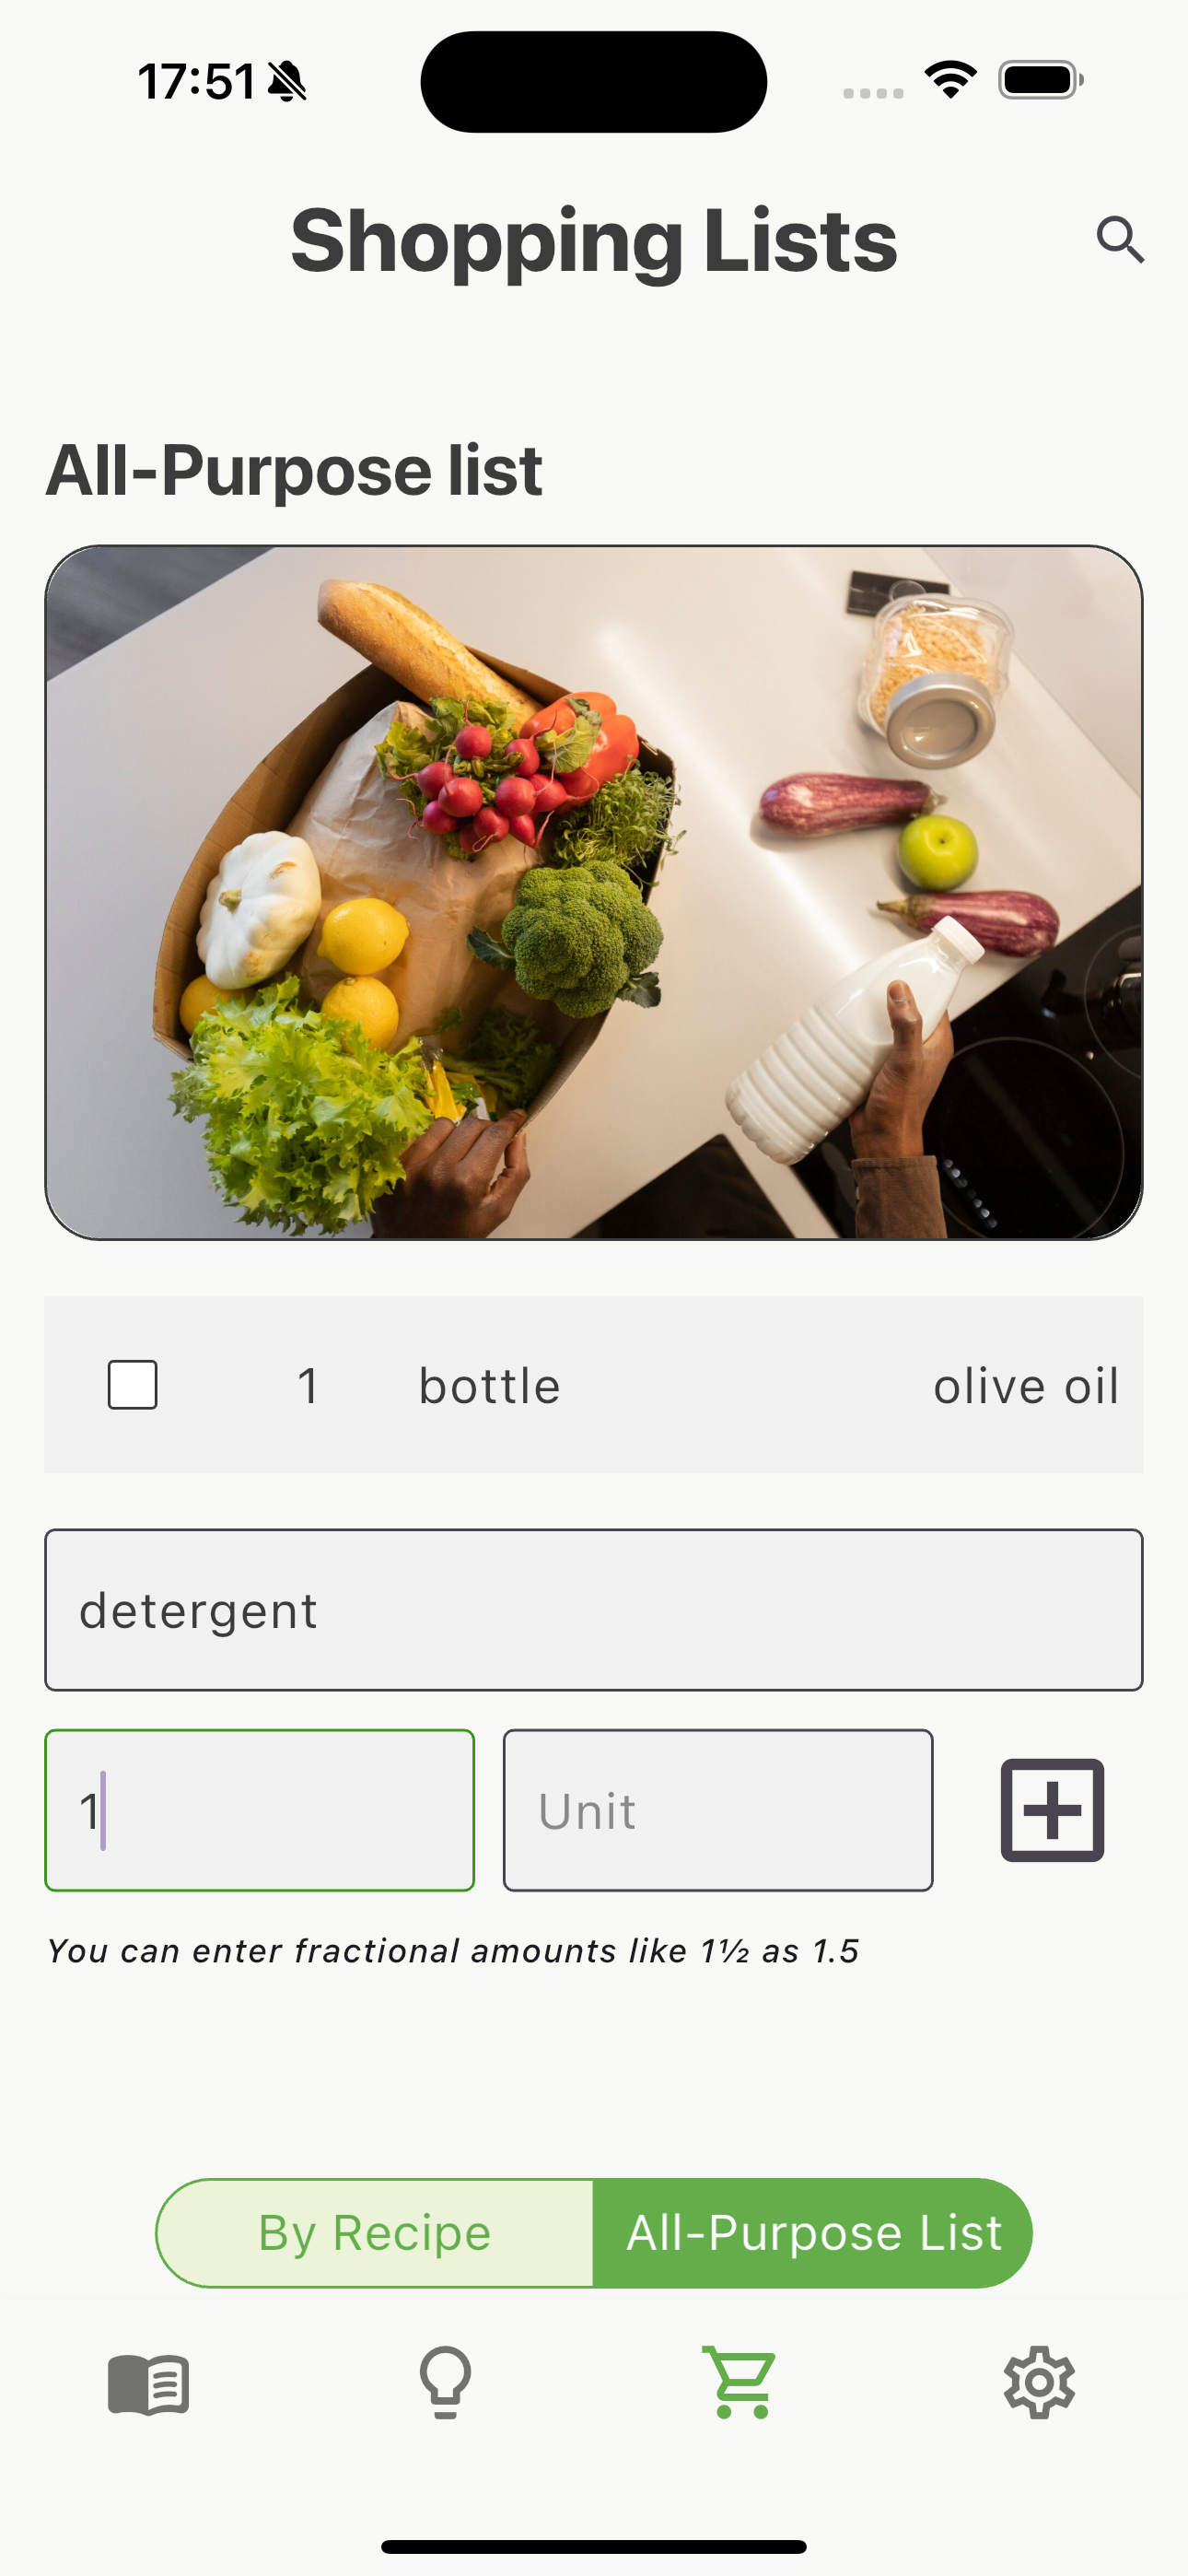 17:51
Shopping Lists
All-Purpose list
1 bottle olive oil
detergent
1 Unit
You can enter fractional amounts like 1½ as 1.5
By Recipe All-Purpose List